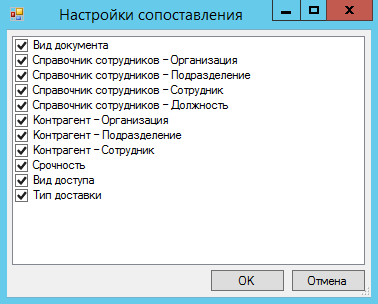 Настройки сопоставления
Вид документа
Справочник сотрудников – Организация
Справочник сотрудников – Подразделение
Справочник сотрудников – Сотрудник
Справочник сотрудников – Должность
Контрагент – Организация
Контрагент – Подразделение
Контрагент – Сотрудник
Срочность
Вид доступа
Тип доставки
OK
Отмена